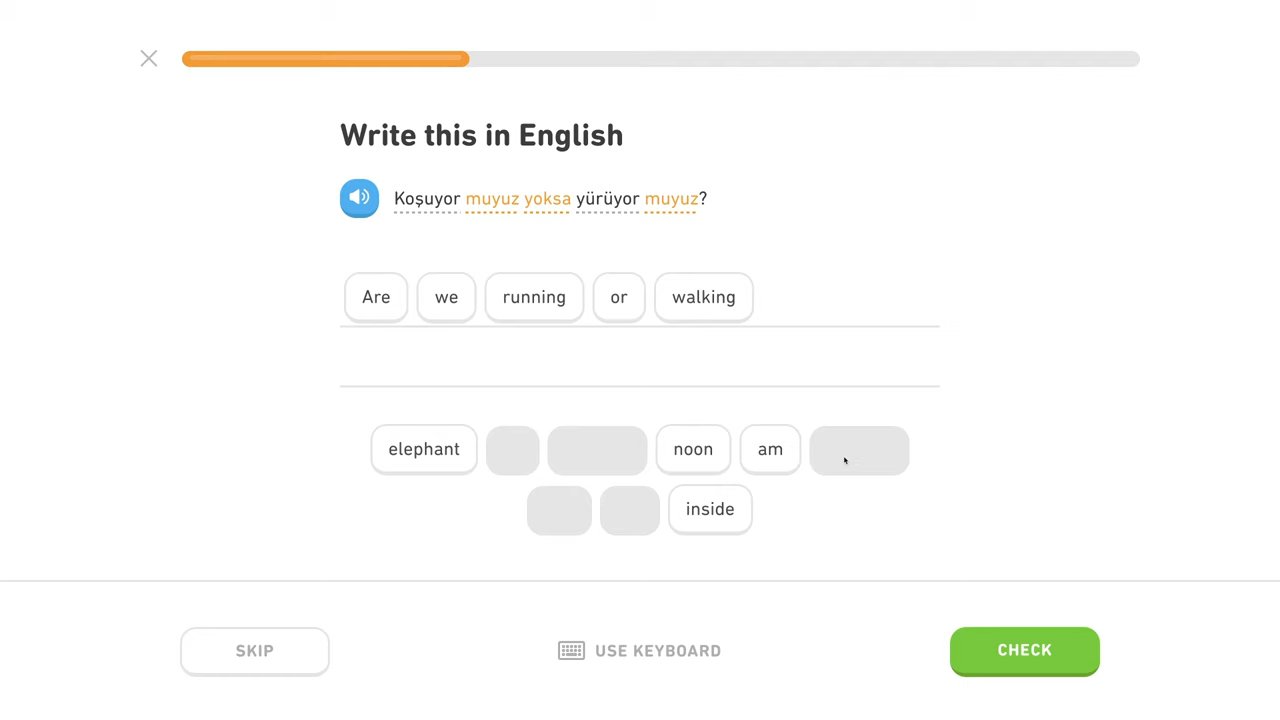 Write this in English
Koşuyor muyuz yoksa yürüyor muyuz?
Are we running or walking
elephant noon am
inside
SKIP USE KEYBOARD CHECK